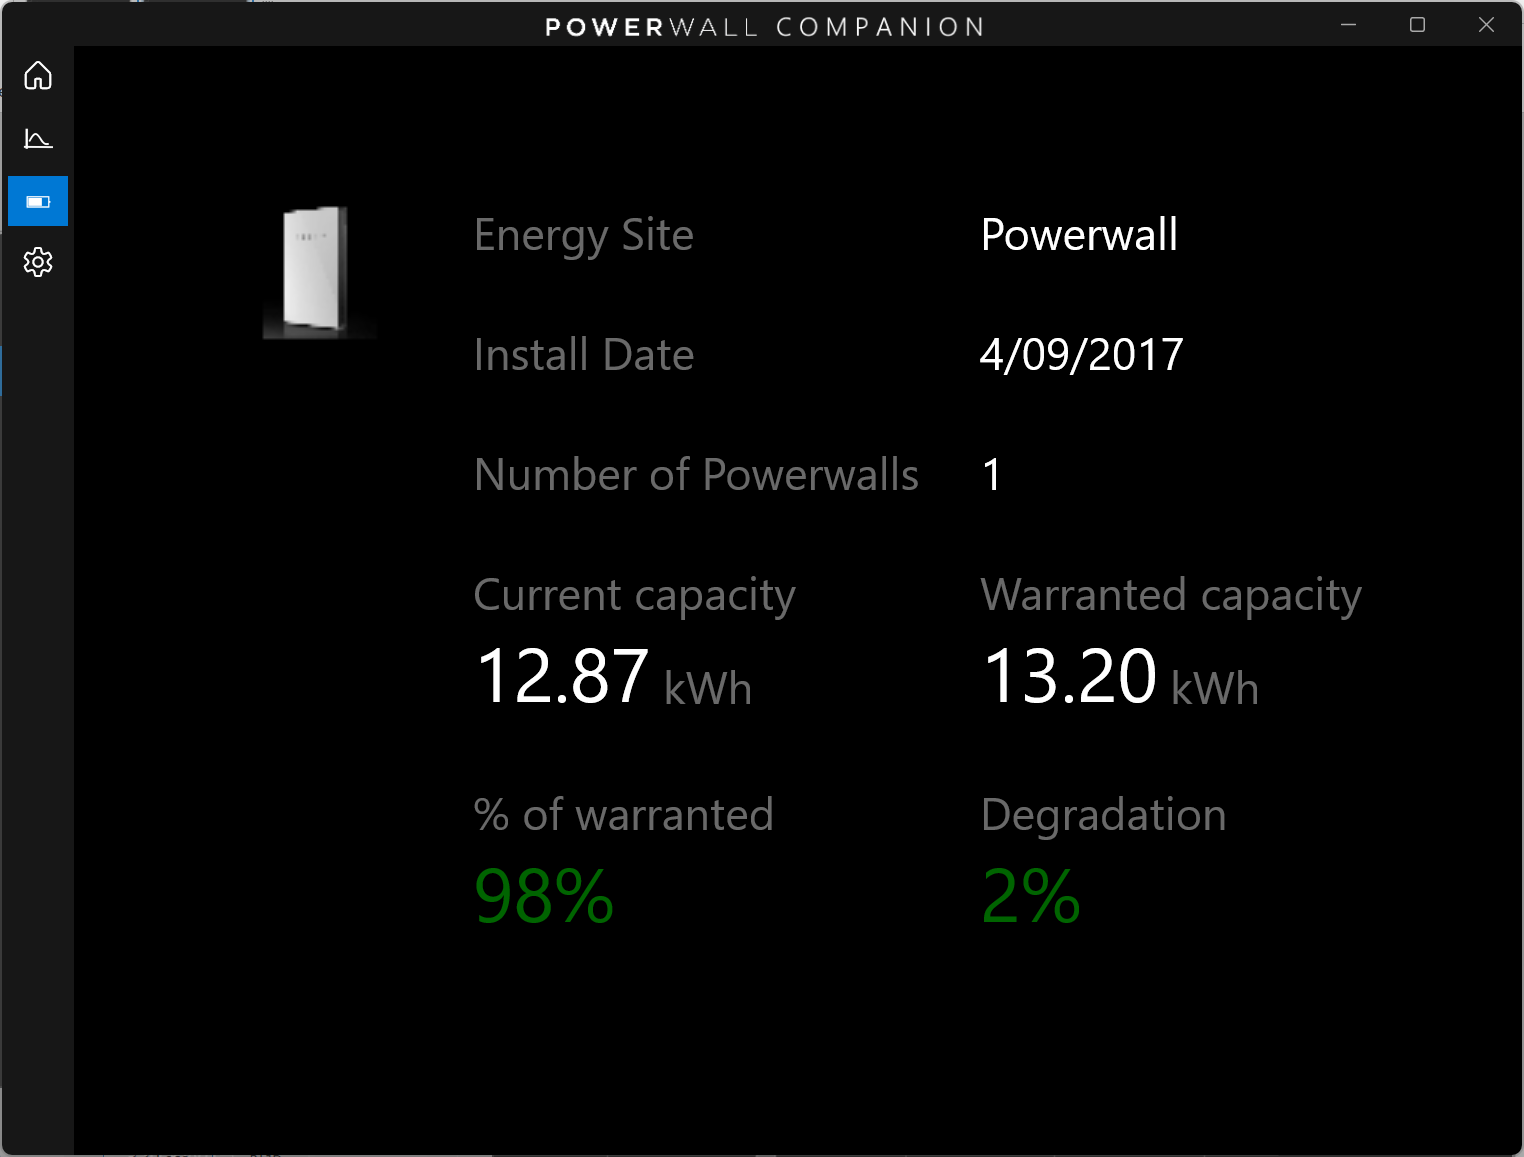 POWERWALL COMPANION
Energy Site Powerwall
Install Date 4/09/2017
Number of Powerwalls 1
Current capacity Warranted capacity
12.87 kWh 13.20 kWh
% of warranted Degradation
98% 2%